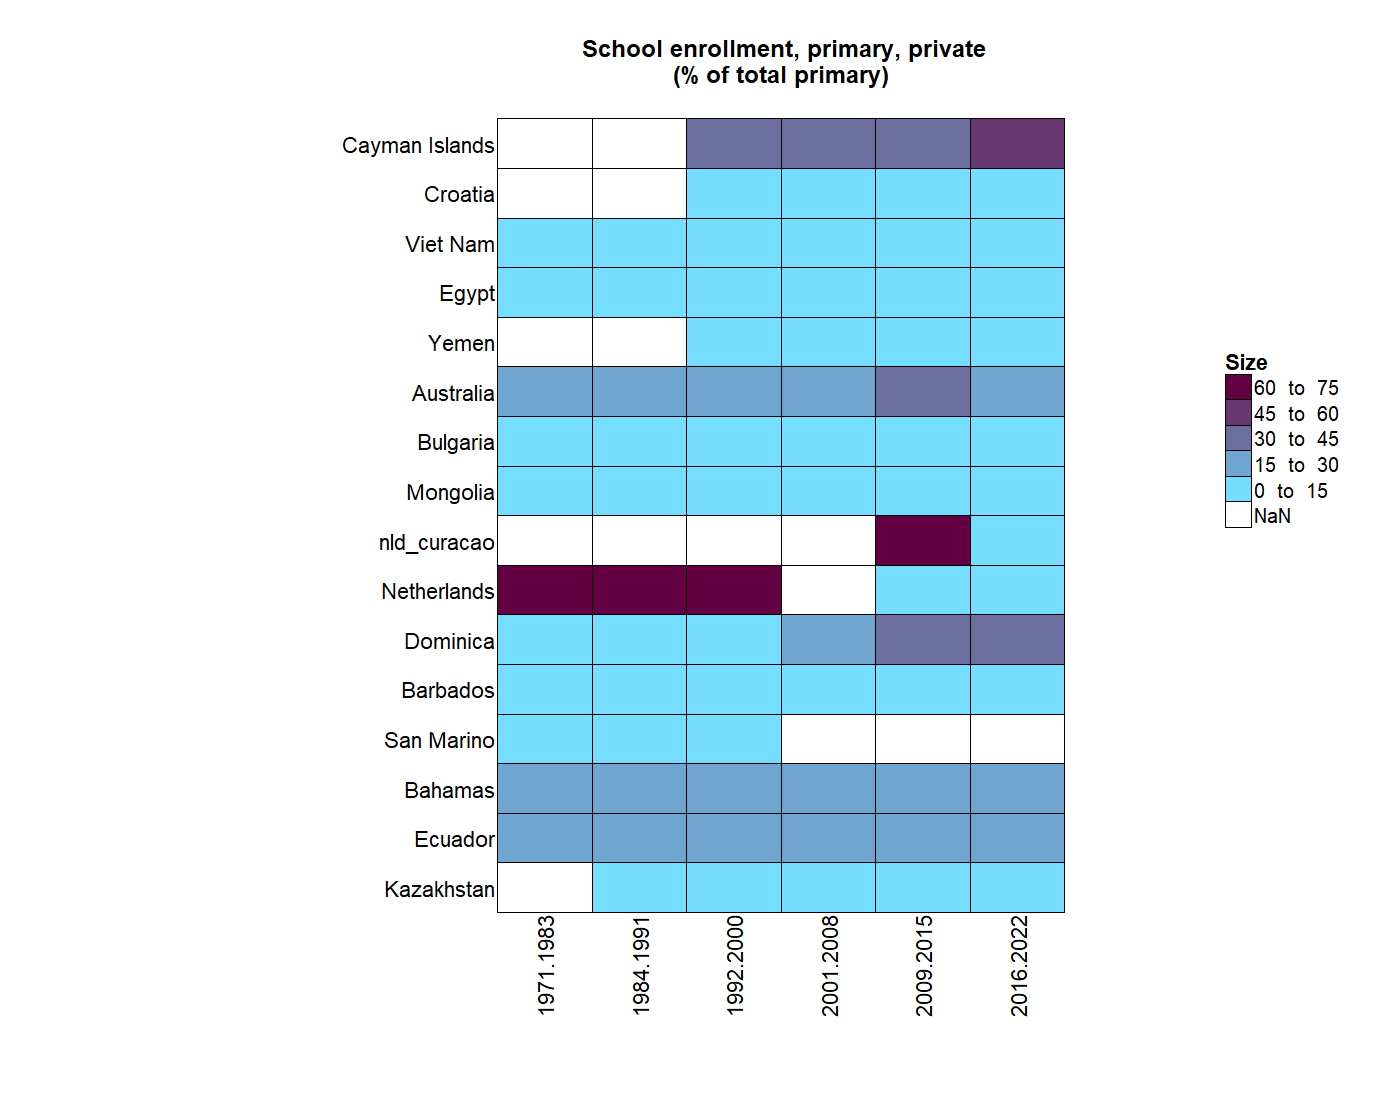 School enrollment, primary, private
(% of total primary)
Cayman Islands
Croatia
Viet Nam
Egypt
Yemen
Australia
Bulgaria
Mongolia
nld_curacao
Netherlands
Dominica
Barbados
San Marino
Bahamas
Ecuador
Kazakhstan
1971.1983
1984.1991
1992.2000
2001.2008
2009.2015
2016.2022
Size
60 to 75
45 to 60
30 to 45
15 to 30
0 to 15
NaN